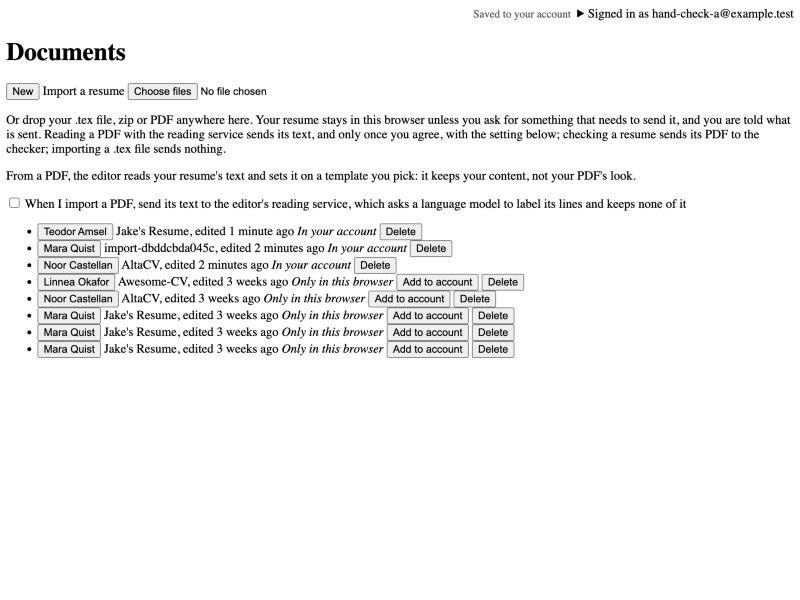 Saved to your account ▶ Signed in as hand-check-a@example.test
Documents
New Import a resume Choose files No file chosen
Or drop your .tex file, zip or PDF anywhere here. Your resume stays in this browser unless you ask for something that needs to send it, and you are told what
is sent. Reading a PDF with the reading service sends its text, and only once you agree, with the setting below; checking a resume sends its PDF to the
checker; importing a .tex file sends nothing.
From a PDF, the editor reads your resume's text and sets it on a template you pick: it keeps your content, not your PDF's look.
When I import a PDF, send its text to the editor's reading service, which asks a language model to label its lines and keeps none of it
• Teodor Amsel Jake's Resume, edited 1 minute ago In your account Delete
• Mara Quist import-dbddcbda045c, edited 2 minutes ago In your account Delete
• Noor Castellan AltaCV, edited 2 minutes ago In your account Delete
• Linnea Okafor Awesome-CV, edited 3 weeks ago Only in this browser Add to account Delete
• Noor Castellan AltaCV, edited 3 weeks ago Only in this browser Add to account Delete
• Mara Quist Jake's Resume, edited 3 weeks ago Only in this browser Add to account Delete
• Mara Quist Jake's Resume, edited 3 weeks ago Only in this browser Add to account Delete
• Mara Quist Jake's Resume, edited 3 weeks ago Only in this browser Add to account Delete